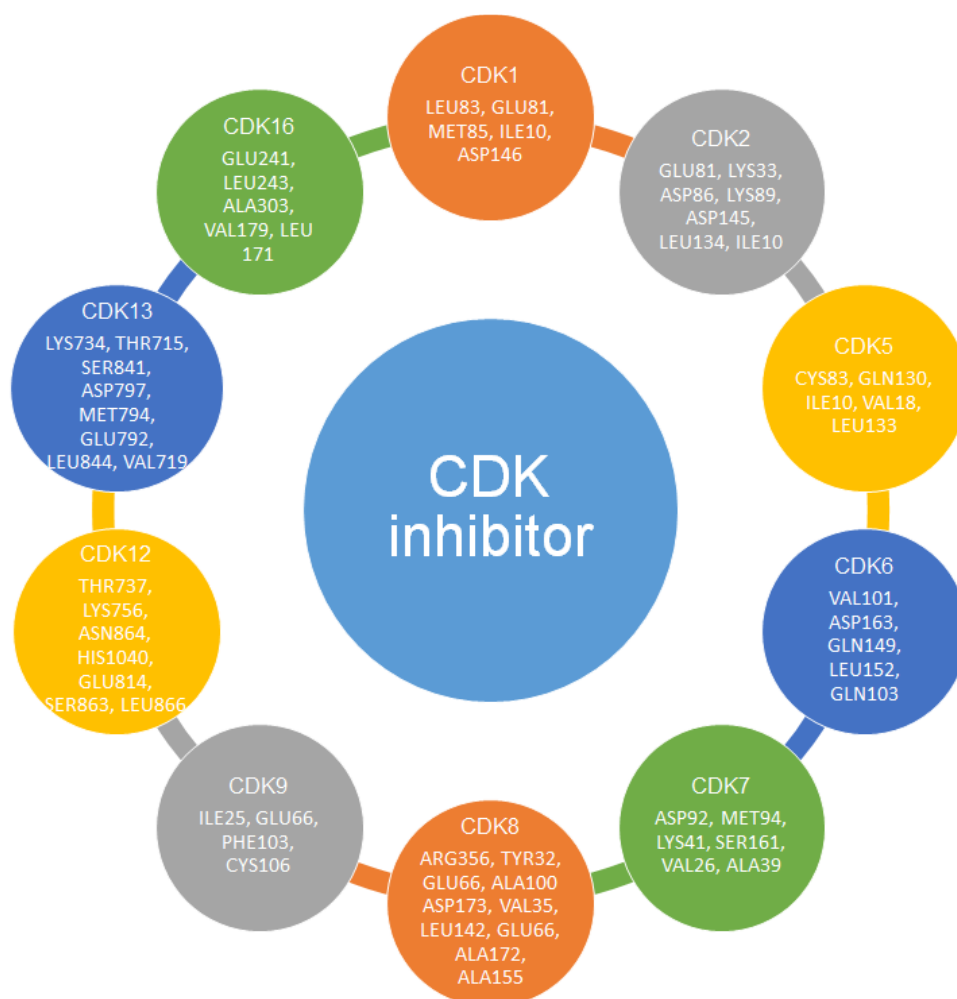 CDK1
LEU83, GLU81,
MET85, ILE10,
ASP146
CDK2
GLU81, LYS33,
ASP86, LYS89,
ASP145,
LEU134, ILE10
CDK5
CYS83, GLN130,
ILE10, VAL18,
LEU133
CDK6
VAL101,
ASP163,
GLN149,
LEU152,
GLN103
CDK7
ASP92, MET94,
LYS41, SER161,
VAL26, ALA39
CDK8
ARG356, TYR32,
GLU66, ALA100
ASP173, VAL35,
LEU142, GLU66,
ALA172,
ALA155
CDK9
ILE25, GLU66,
PHE103,
CYS106
CDK12
THR737,
LYS756,
ASN864,
HIS1040,
GLU814,
SER863, LEU866
CDK13
LYS734, THR715,
SER841,
ASP797,
MET794,
GLU792,
LEU844, VAL719
CDK16
GLU241,
LEU243,
ALA303,
VAL179, LEU
171
CDK
inhibitor